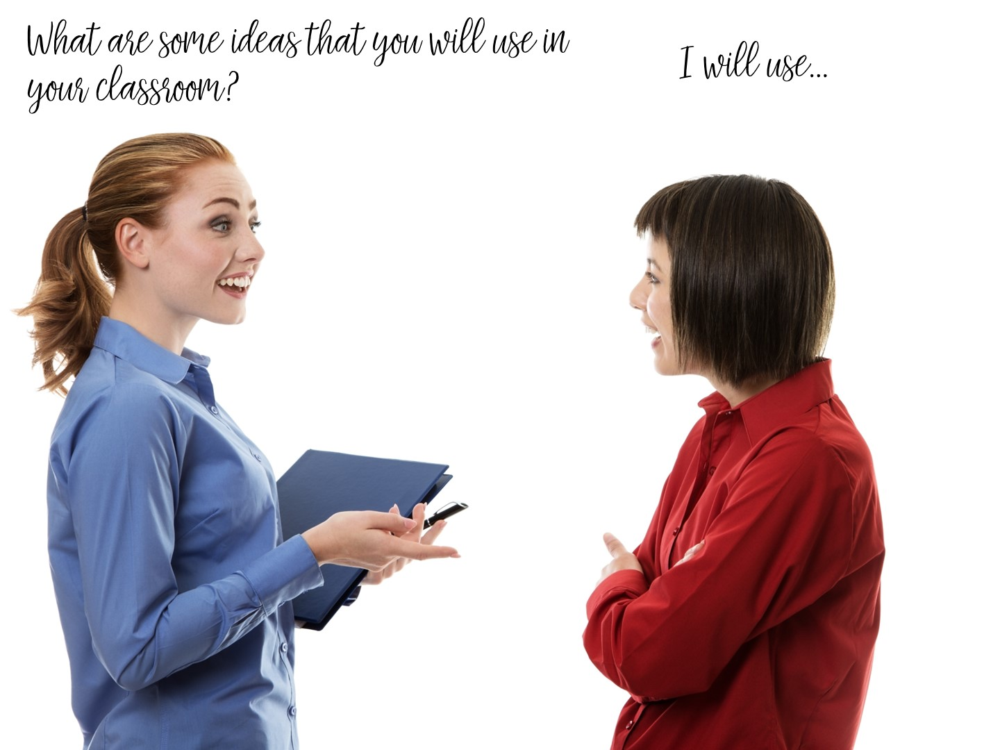 What are some ideas that you will use in
your classroom?
I will use...